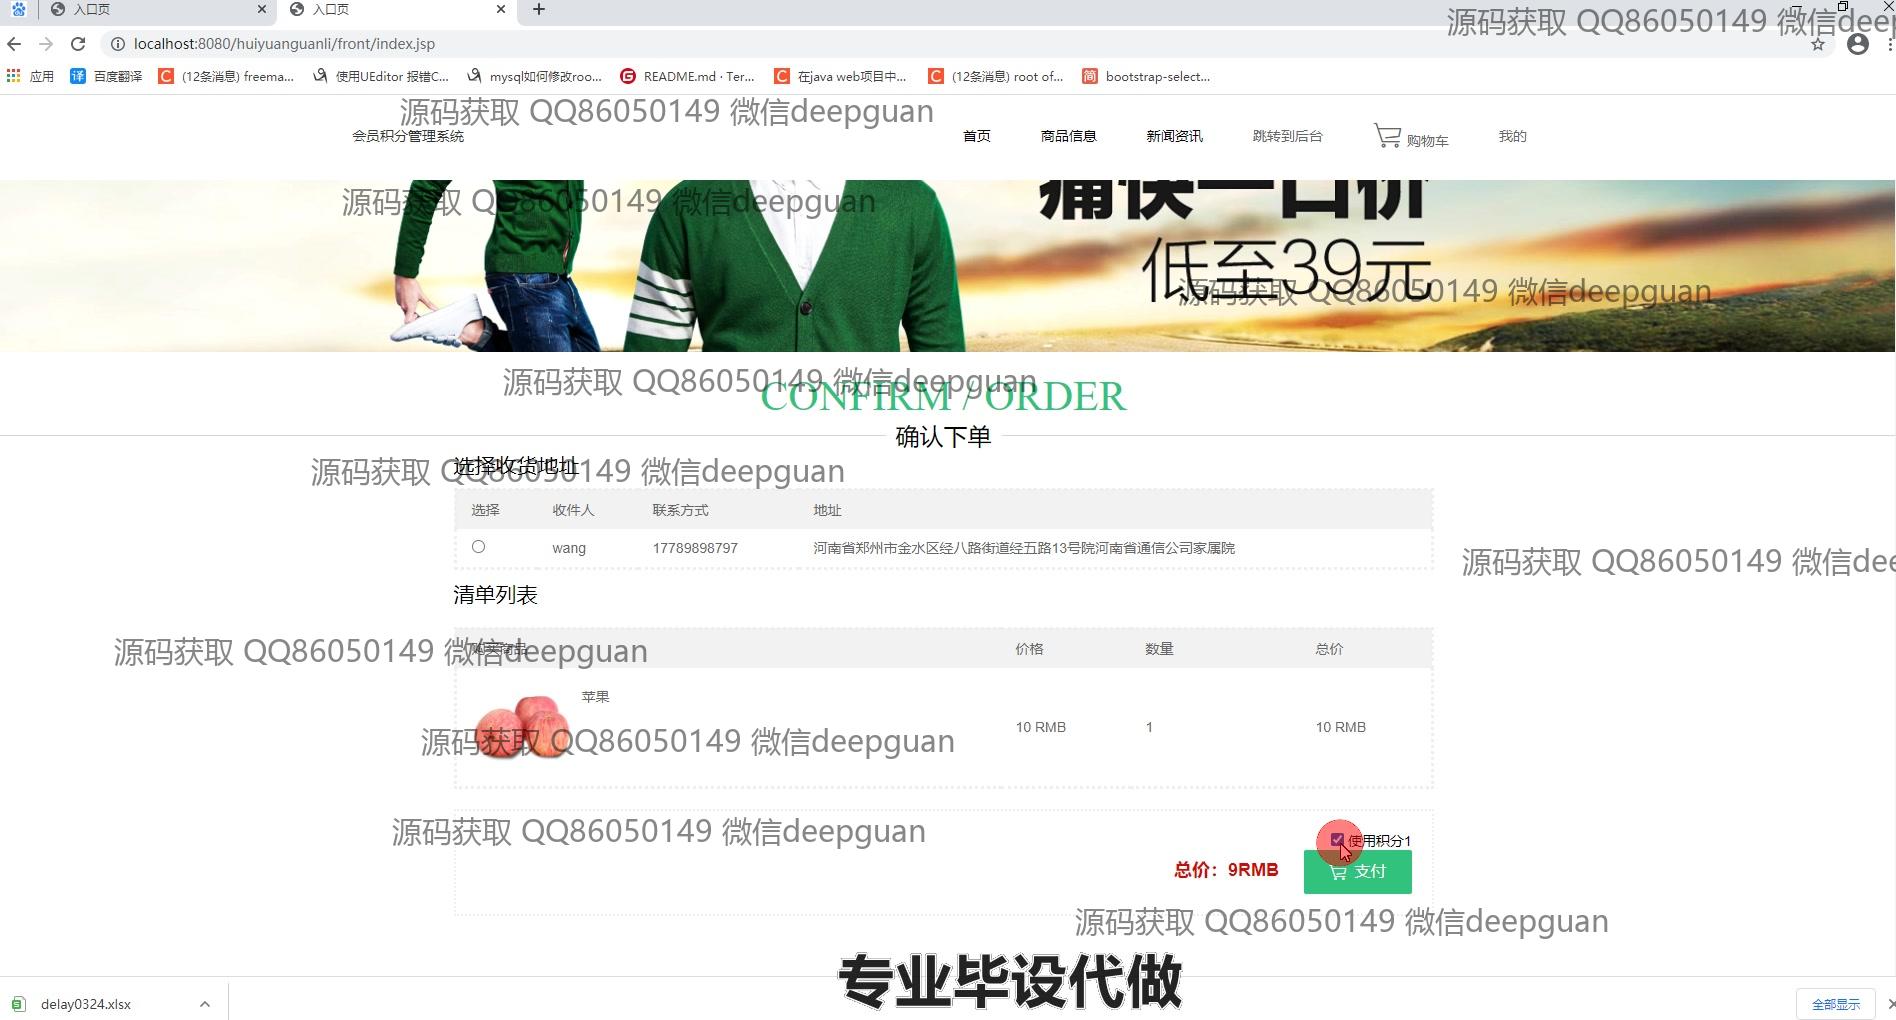 入口页
入口页
localhost:8080/huiyuanguanli/front/index.jsp
源码获取 QQ86050149 微信deep
应用
百度翻译
(12条消息) freema...
使用UEditor 报错C...
mysql如何修改roo...
README.md · Ter...
在java web项目中...
(12条消息) root of...
bootstrap-select...
源码获取 QQ86050149 微信deepguan
会员积分管理系统
首页
商品信息
新闻资讯
跳转到后台
购物车
我的
源码获取 QQ86050149 微信deepguan
痛快一口价
低至39元
源码获取 QQ86050149 微信deepguan
源码获取 QQ86050149 微信deepguan
CONFIRM / ORDER
确认下单
选择收货地址
源码获取 QQ86050149 微信deepguan
选择 收件人 联系方式 地址
wang 17789898797 河南省郑州市金水区经八路街道经五路13号院河南省通信公司家属院
源码获取 QQ86050149 微信dee
清单列表
购买商品 价格 数量 总价
源码获取 QQ86050149 微信deepguan
苹果
10 RMB 1 10 RMB
源码获取 QQ86050149 微信deepguan
源码获取 QQ86050149 微信deepguan
使用积分1
总价：9RMB
支付
源码获取 QQ86050149 微信deepguan
专业毕设代做
delay0324.xlsx
全部显示